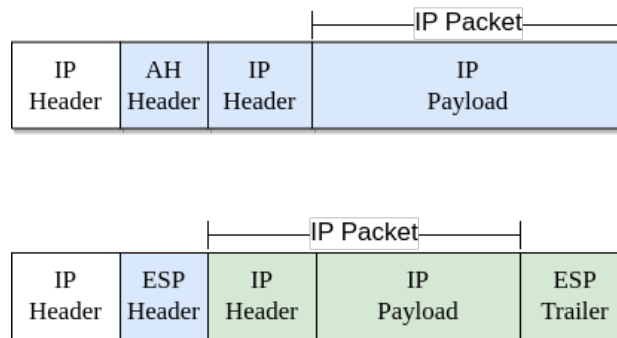 IP Packet
IP AH IP IP
Header Header Header Payload
IP Packet
IP ESP IP IP ESP
Header Header Header Payload Trailer